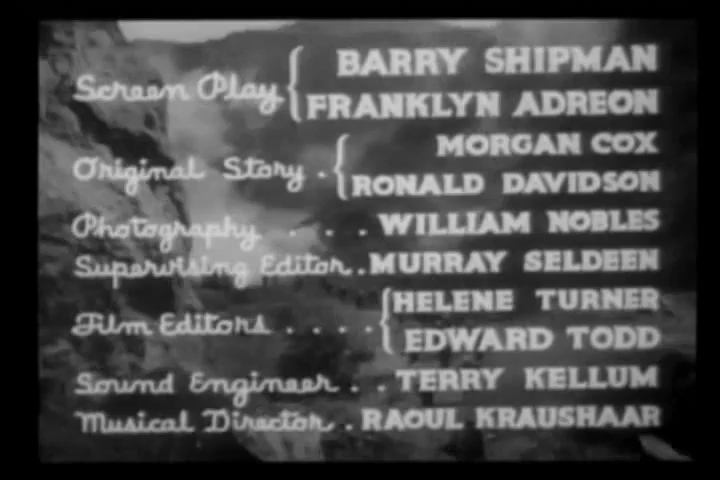 Screen Play { BARRY SHIPMAN
FRANKLYN ADREON
Original Story . { MORGAN COX
RONALD DAVIDSON
Photography . . . WILLIAM NOBLES
Supervising Editor . MURRAY SELDEEN
Film Editors . . . . { HELENE TURNER
EDWARD TODD
Sound Engineer . . TERRY KELLUM
Musical Director . RAOUL KRAUSHAAR